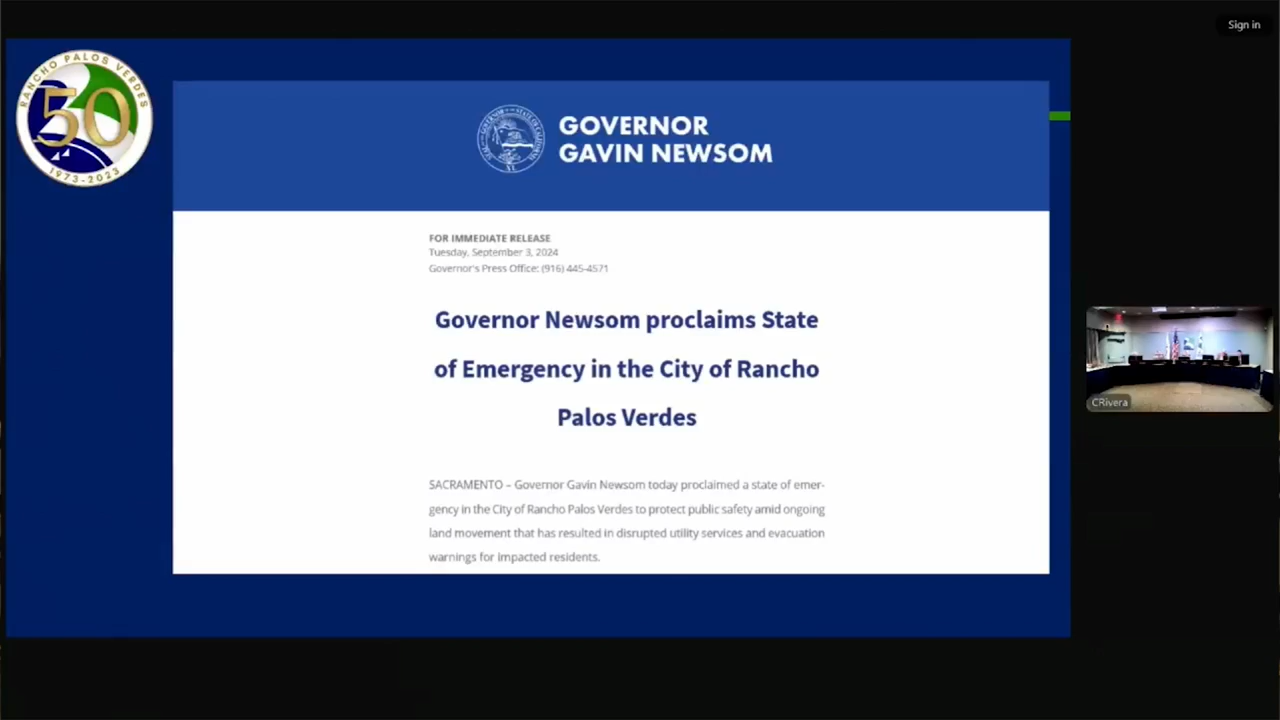 Sign in
RANCHO PALOS VERDES
50
1973-2023
GOVERNOR
GAVIN NEWSOM
FOR IMMEDIATE RELEASE
Tuesday, September 3, 2024
Governor's Press Office: (916) 445-4571
Governor Newsom proclaims State
of Emergency in the City of Rancho
Palos Verdes
SACRAMENTO – Governor Gavin Newsom today proclaimed a state of emer-
gency in the City of Rancho Palos Verdes to protect public safety amid ongoing
land movement that has resulted in disrupted utility services and evacuation
warnings for impacted residents.
CRivera